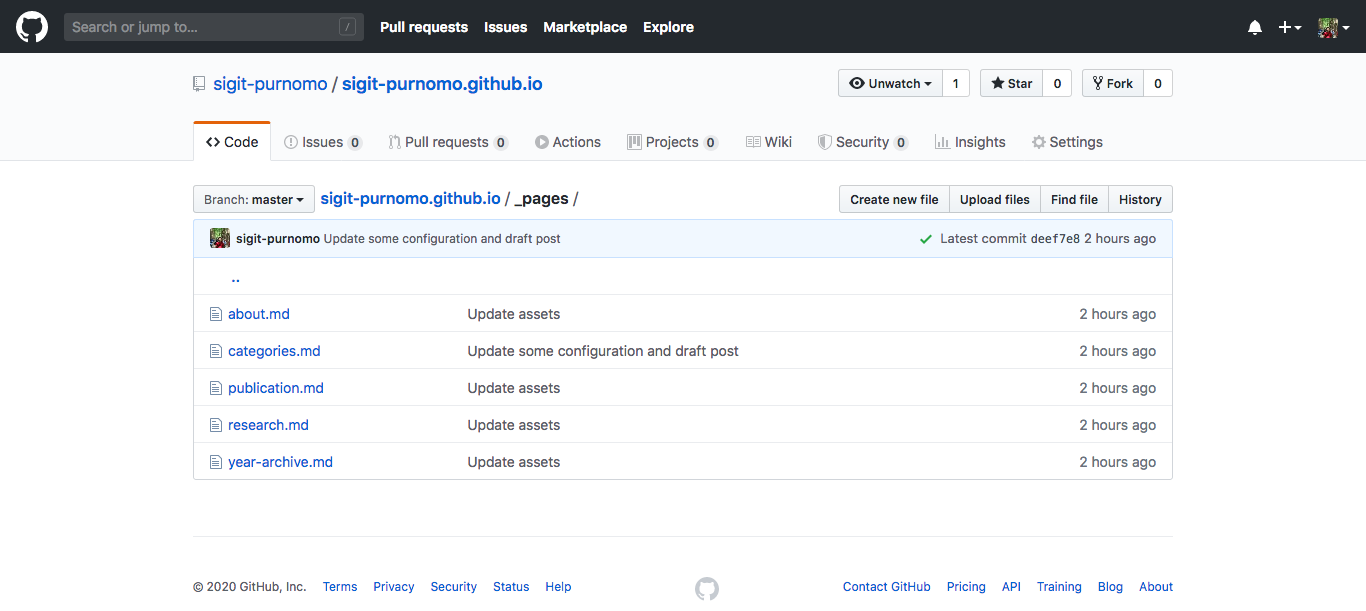 Search or jump to... / Pull requests Issues Marketplace Explore
sigit-purnomo / sigit-purnomo.github.io Unwatch 1 Star 0 Fork 0
Code Issues 0 Pull requests 0 Actions Projects 0 Wiki Security 0 Insights Settings
Branch: master sigit-purnomo.github.io / _pages / Create new file Upload files Find file History
sigit-purnomo Update some configuration and draft post Latest commit deef7e8 2 hours ago
..
about.md Update assets 2 hours ago
categories.md Update some configuration and draft post 2 hours ago
publication.md Update assets 2 hours ago
research.md Update assets 2 hours ago
year-archive.md Update assets 2 hours ago
© 2020 GitHub, Inc. Terms Privacy Security Status Help Contact GitHub Pricing API Training Blog About